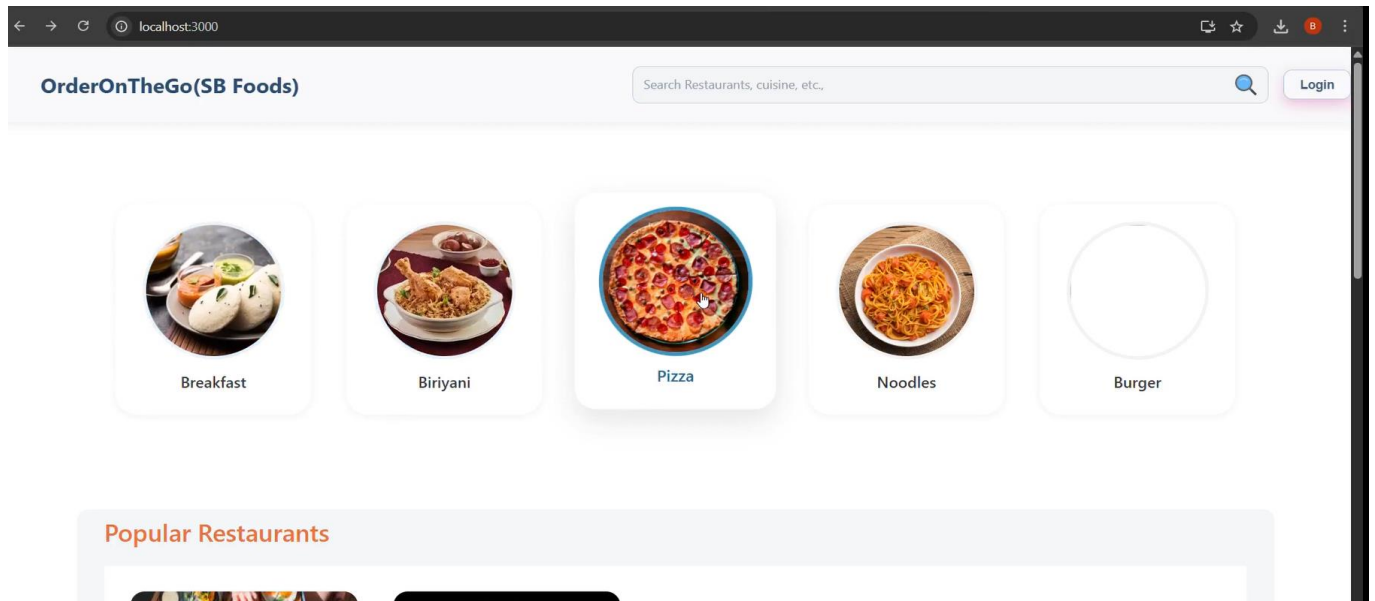 localhost:3000
B
OrderOnTheGo(SB Foods)
Search Restaurants, cuisine, etc.,
Login
Breakfast
Biriyani
Pizza
Noodles
Burger
Popular Restaurants